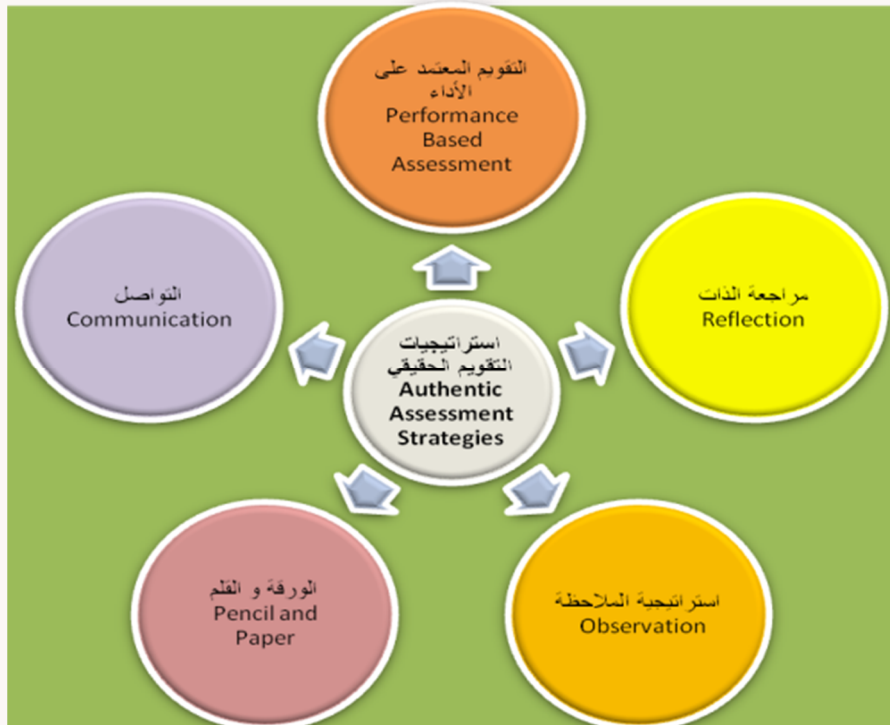 التقويم المعتمد على
الأداء
Performance
Based
Assessment
التواصل
Communication
مراجعة الذات
Reflection
استراتيجيات
التقويم الحقيقي
Authentic
Assessment
Strategies
الورقة و القلم
Pencil and
Paper
استراتيجية الملاحظة
Observation